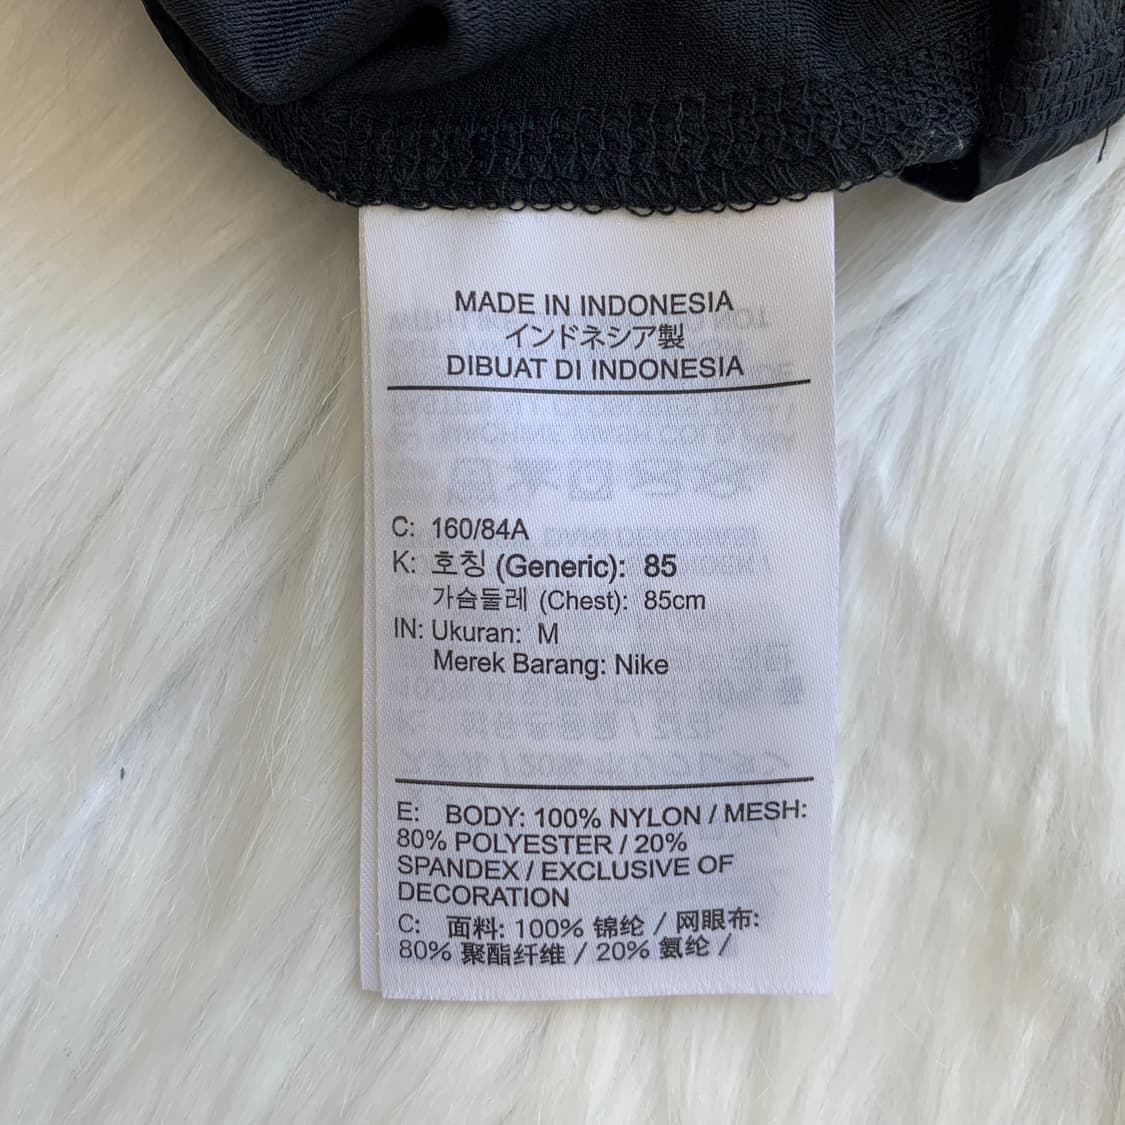 MADE IN INDONESIA
インドネシア製
DIBUAT DI INDONESIA
C: 160/84A
K: 호칭 (Generic): 85
가슴둘레 (Chest): 85cm
IN: Ukuran: M
Merek Barang: Nike
E: BODY: 100% NYLON / MESH:
80% POLYESTER / 20%
SPANDEX / EXCLUSIVE OF
DECORATION
C: 面料: 100% 锦纶 / 网眼布:
80% 聚酯纤维 / 20% 氨纶 /